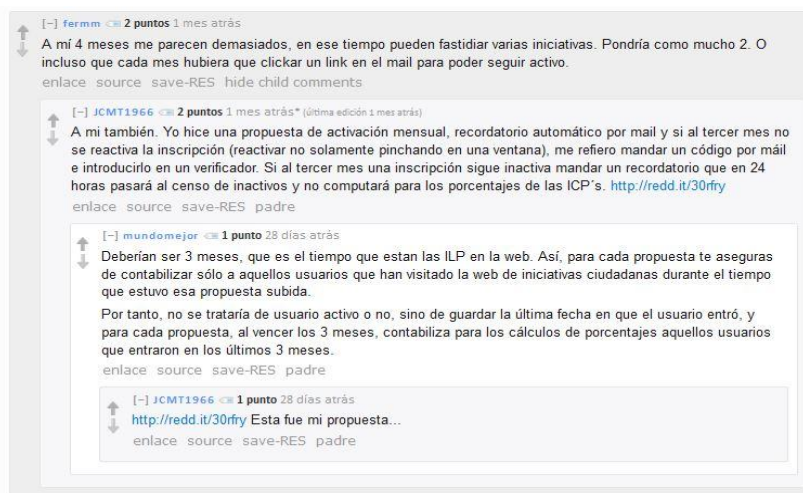 [-] fermm 2 puntos 1 mes atrás
A mí 4 meses me parecen demasiados, en ese tiempo pueden fastidiar varias iniciativas. Pondría como mucho 2. O
incluso que cada mes hubiera que clickar un link en el mail para poder seguir activo.
enlace source save-RES hide child comments
[-] JCMT1966 2 puntos 1 mes atrás* (última edición 1 mes atrás)
A mi también. Yo hice una propuesta de activación mensual, recordatorio automático por mail y si al tercer mes no
se reactiva la inscripción (reactivar no solamente pinchando en una ventana), me refiero mandar un código por máil
e introducirlo en un verificador. Si al tercer mes una inscripción sigue inactiva mandar un recordatorio que en 24
horas pasará al censo de inactivos y no computará para los porcentajes de las ICP´s. http://redd.it/30rfry
enlace source save-RES padre
[-] mundomejor 1 punto 28 días atrás
Deberían ser 3 meses, que es el tiempo que estan las ILP en la web. Así, para cada propuesta te aseguras
de contabilizar sólo a aquellos usuarios que han visitado la web de iniciativas ciudadanas durante el tiempo
que estuvo esa propuesta subida.
Por tanto, no se trataría de usuario activo o no, sino de guardar la última fecha en que el usuario entró, y
para cada propuesta, al vencer los 3 meses, contabiliza para los cálculos de porcentajes aquellos usuarios
que entraron en los últimos 3 meses.
enlace source save-RES padre
[-] JCMT1966 1 punto 28 días atrás
http://redd.it/30rfry Esta fue mi propuesta...
enlace source save-RES padre